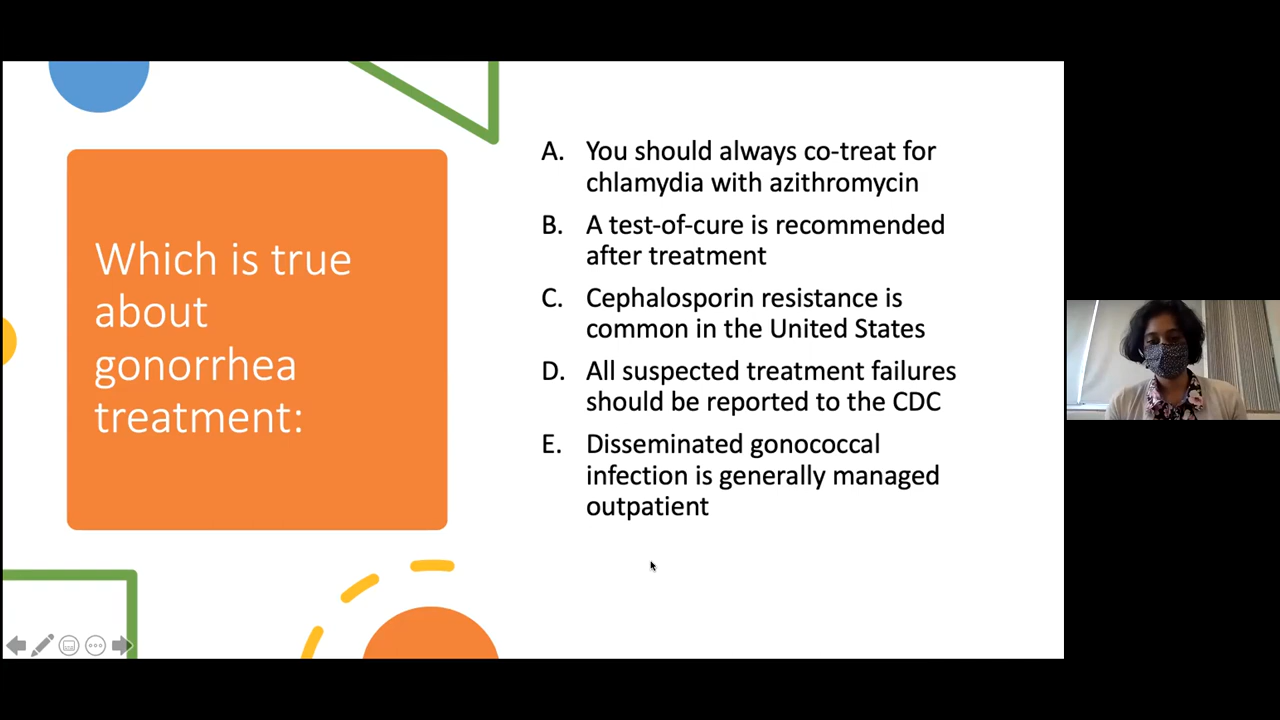 Which is true
about
gonorrhea
treatment:
A. You should always co-treat for
chlamydia with azithromycin
B. A test-of-cure is recommended
after treatment
C. Cephalosporin resistance is
common in the United States
D. All suspected treatment failures
should be reported to the CDC
E. Disseminated gonococcal
infection is generally managed
outpatient